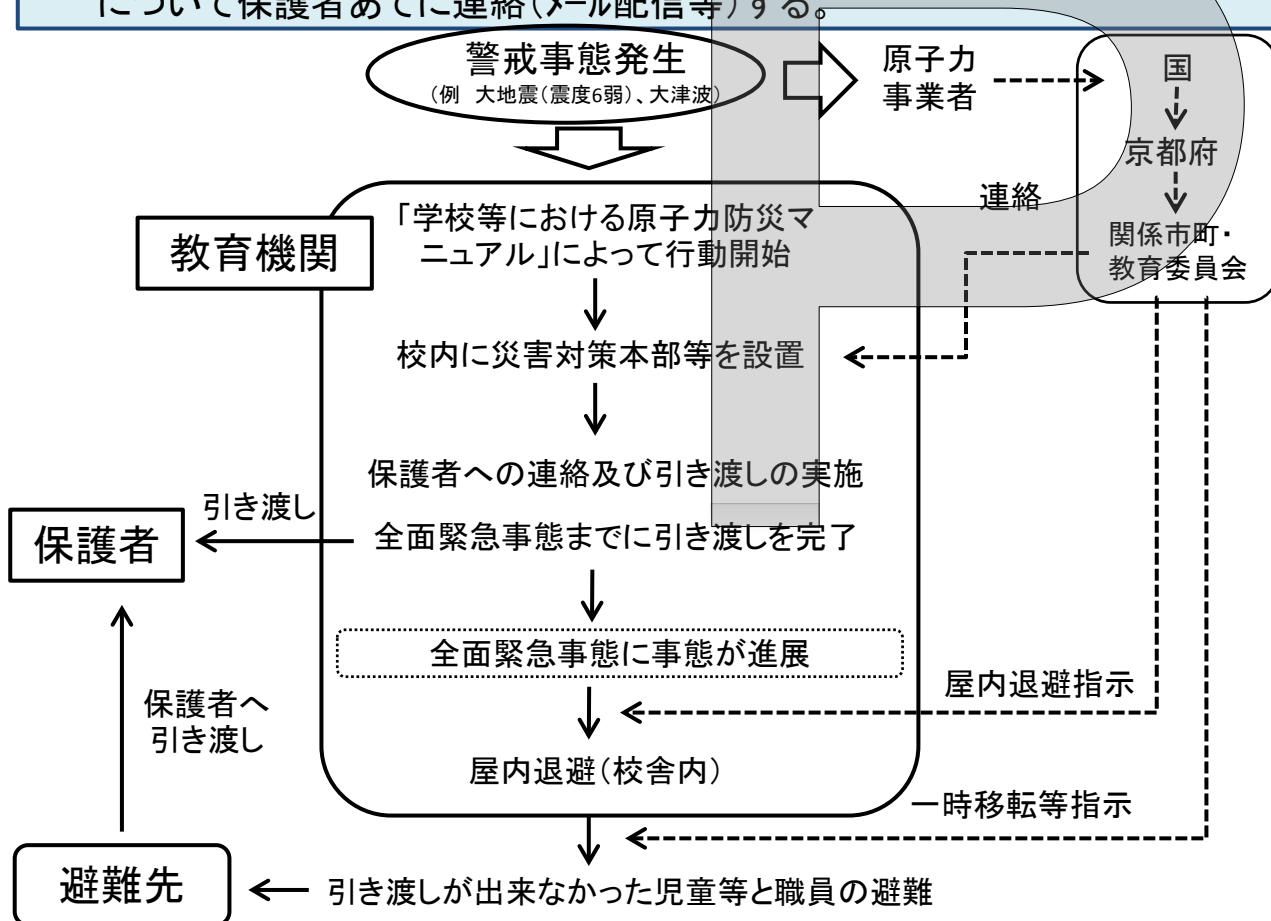 について保護者あてに連絡(メール配信等)する。
警戒事態発生
(例 大地震(震度6弱)、大津波)
原子力
事業者
国
京都府
関係市町・
教育委員会
連絡
教育機関
「学校等における原子力防災マ
ニュアル」によって行動開始
校内に災害対策本部等を設置
保護者への連絡及び引き渡しの実施
引き渡し
保護者
全面緊急事態までに引き渡しを完了
全面緊急事態に事態が進展
屋内退避指示
保護者へ
引き渡し
屋内退避(校舎内)
一時移転等指示
避難先
引き渡しが出来なかった児童等と職員の避難